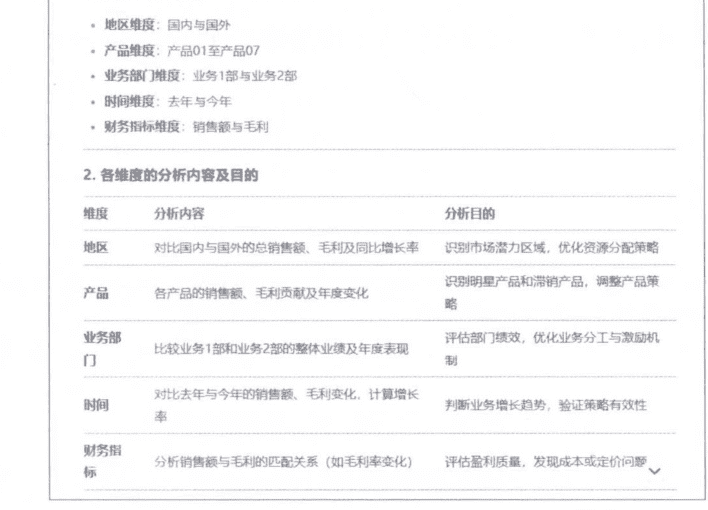 • 地区维度：国内与国外
• 产品维度：产品01至产品07
• 业务部门维度：业务1部与业务2部
• 时间维度：去年与今年
• 财务指标维度：销售额与毛利
2. 各维度的分析内容及目的
维度 分析内容 分析目的
地区 对比国内与国外的总销售额、毛利及同比增长率 识别市场潜力区域，优化资源分配策略
产品 各产品的销售额、毛利贡献及年度变化 识别明星产品和滞销产品，调整产品策
略
业务部
门 比较业务1部和业务2部的整体业绩及年度表现 评估部门绩效，优化业务分工与激励机
制
时间 对比去年与今年的销售额、毛利变化，计算增长
率 判断业务增长趋势，验证策略有效性
财务指
标 分析销售额与毛利的匹配关系（如毛利率变化） 评估盈利质量，发现成本或定价问题